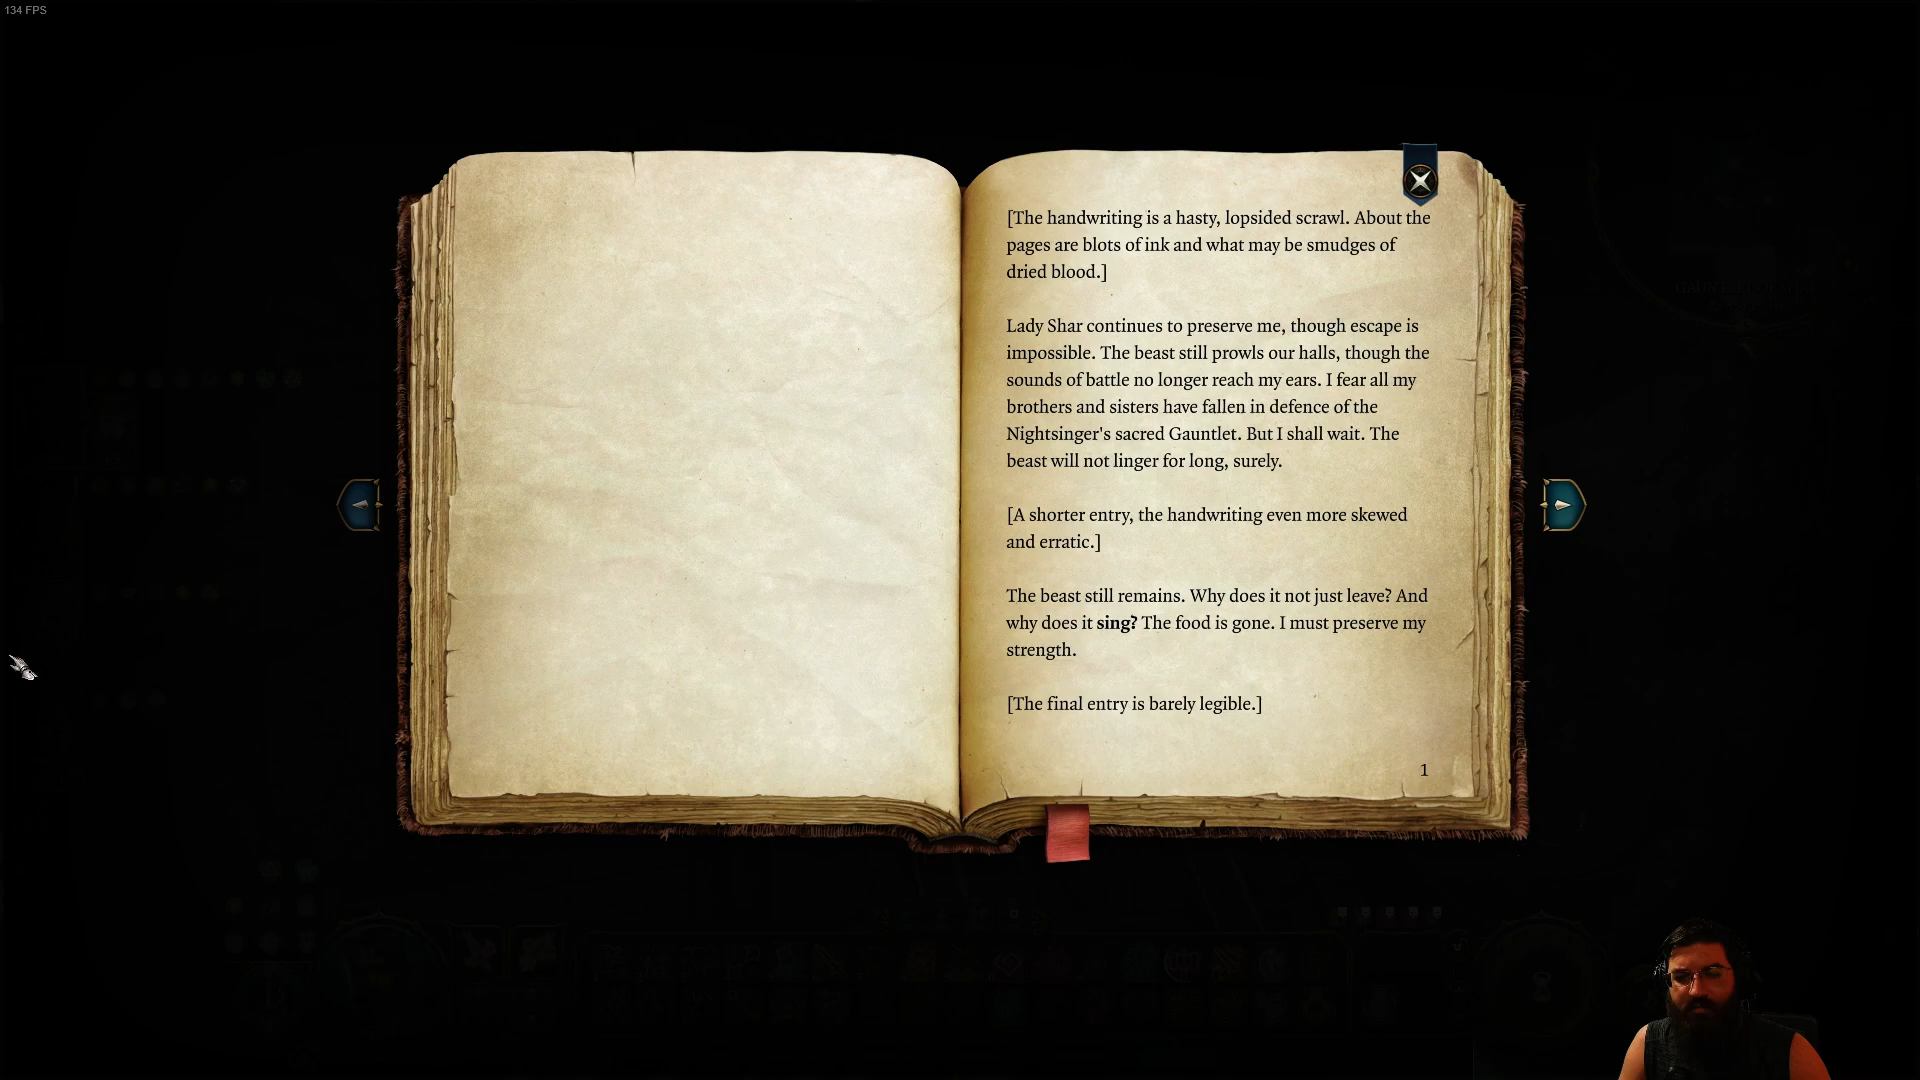 134 FPS
[The handwriting is a hasty, lopsided scrawl. About the
pages are blots of ink and what may be smudges of
dried blood.]
Lady Shar continues to preserve me, though escape is
impossible. The beast still prowls our halls, though the
sounds of battle no longer reach my ears. I fear all my
brothers and sisters have fallen in defence of the
Nightsinger's sacred Gauntlet. But I shall wait. The
beast will not linger for long, surely.
[A shorter entry, the handwriting even more skewed
and erratic.]
The beast still remains. Why does it not just leave? And
why does it sing? The food is gone. I must preserve my
strength.
[The final entry is barely legible.]
1